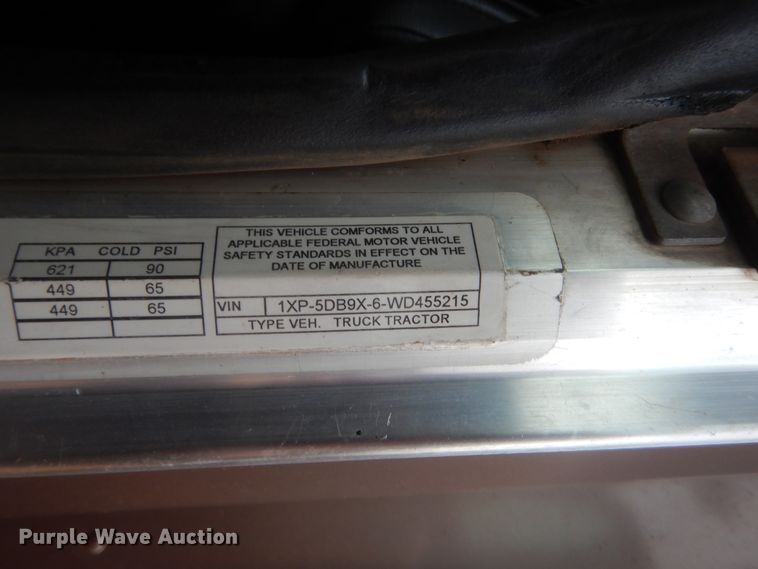 KPA COLD PSI
621 90
449 65
449 65
THIS VEHICLE COMFORMS TO ALL
APPLICABLE FEDERAL MOTOR VEHICLE
SAFETY STANDARDS IN EFFECT ON THE
DATE OF MANUFACTURE
VIN 1XP-5DB9X-6-WD455215
TYPE VEH. TRUCK TRACTOR
Purple Wave Auction